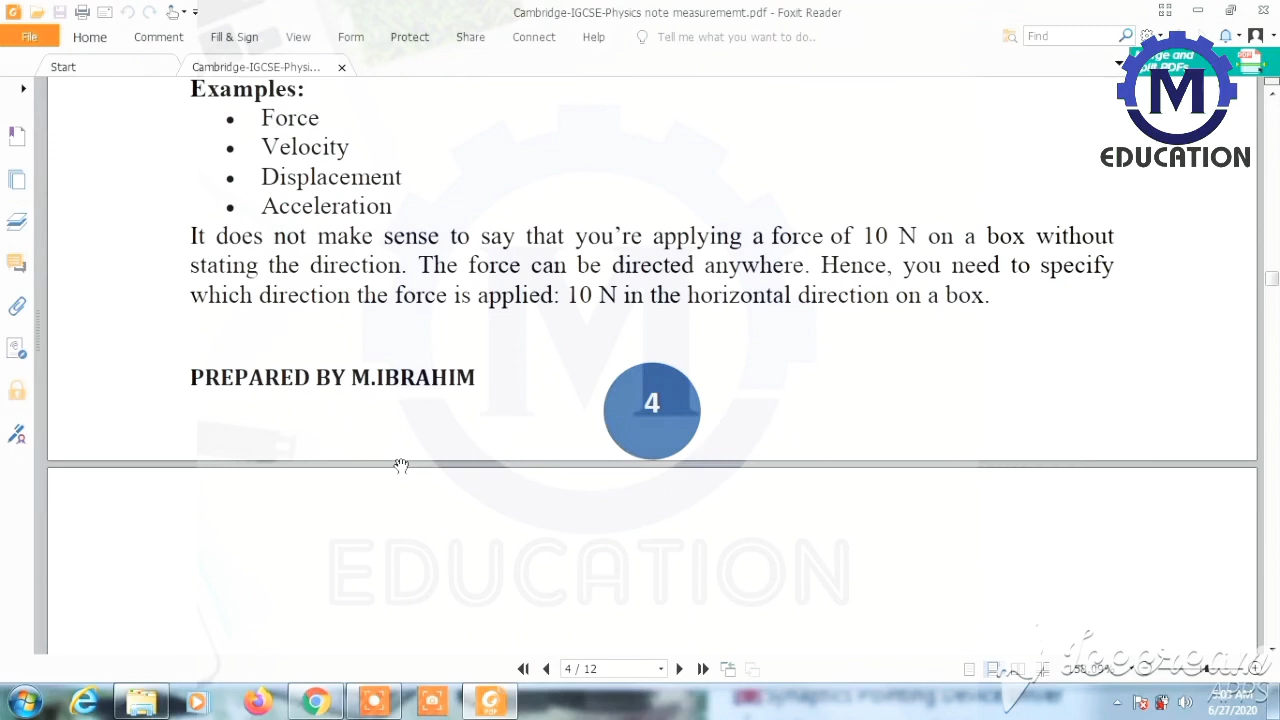 Cambridge-IGCSE-Physics note measurememt.pdf - Foxit Reader
File Home Comment Fill & Sign View Form Protect Share Connect Help Tell me what you want to do.. Find
Start Cambridge-IGCSE-Physi...
M
EDUCATION
Examples:
• Force
• Velocity
• Displacement
• Acceleration
It does not make sense to say that you're applying a force of 10 N on a box without
stating the direction. The force can be directed anywhere. Hence, you need to specify
which direction the force is applied: 10 N in the horizontal direction on a box.
PREPARED BY M.IBRAHIM
4
M
EDUCATION
4 / 12
5:03 AM
6/27/2020